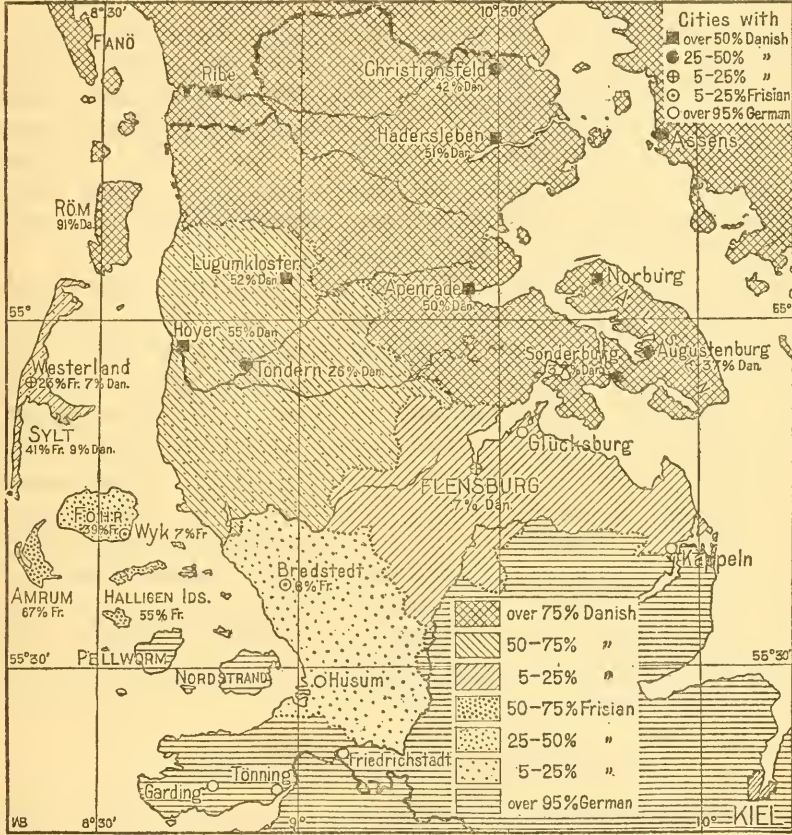 8°30'
10°30'
Cities with
over 50% Danish
25-50% "
5-25% "
5-25% Frisian
over 95% German
FANÖ
Ribe
Christiansfeld
42% Dan.
Hadersleben
51% Dan.
Assens
RÖM
91% Da.
Lugumkloster
52% Dan.
Apenrade
50% Dan.
Norburg
55°
55°
Hoyer 55% Dan.
Tondern 26% Dan.
Sonderburg
Dan.
Augustenburg
37% Dan.
Westerland
7% Dan.
SYLT
41% Fr. 9% Dan.
Glücksburg
FLENSBURG
7% Dan.
FÖHR
39% Fr.
Wyk 7% Fr
Kappeln
Bredstedt
6% Fr.
AMRUM
67% Fr.
HALLIGEN IDS.
55% Fr.
over 75% Danish
50-75% "
5-25% "
50-75% Frisian
25-50% "
5-25% "
over 95% German
PELLWORM
55°30'
55°30'
NORDSTRAND
Husum
Friedrichstadt
Tönning
Garding
WB
8°30'
9°
10°
KIEL